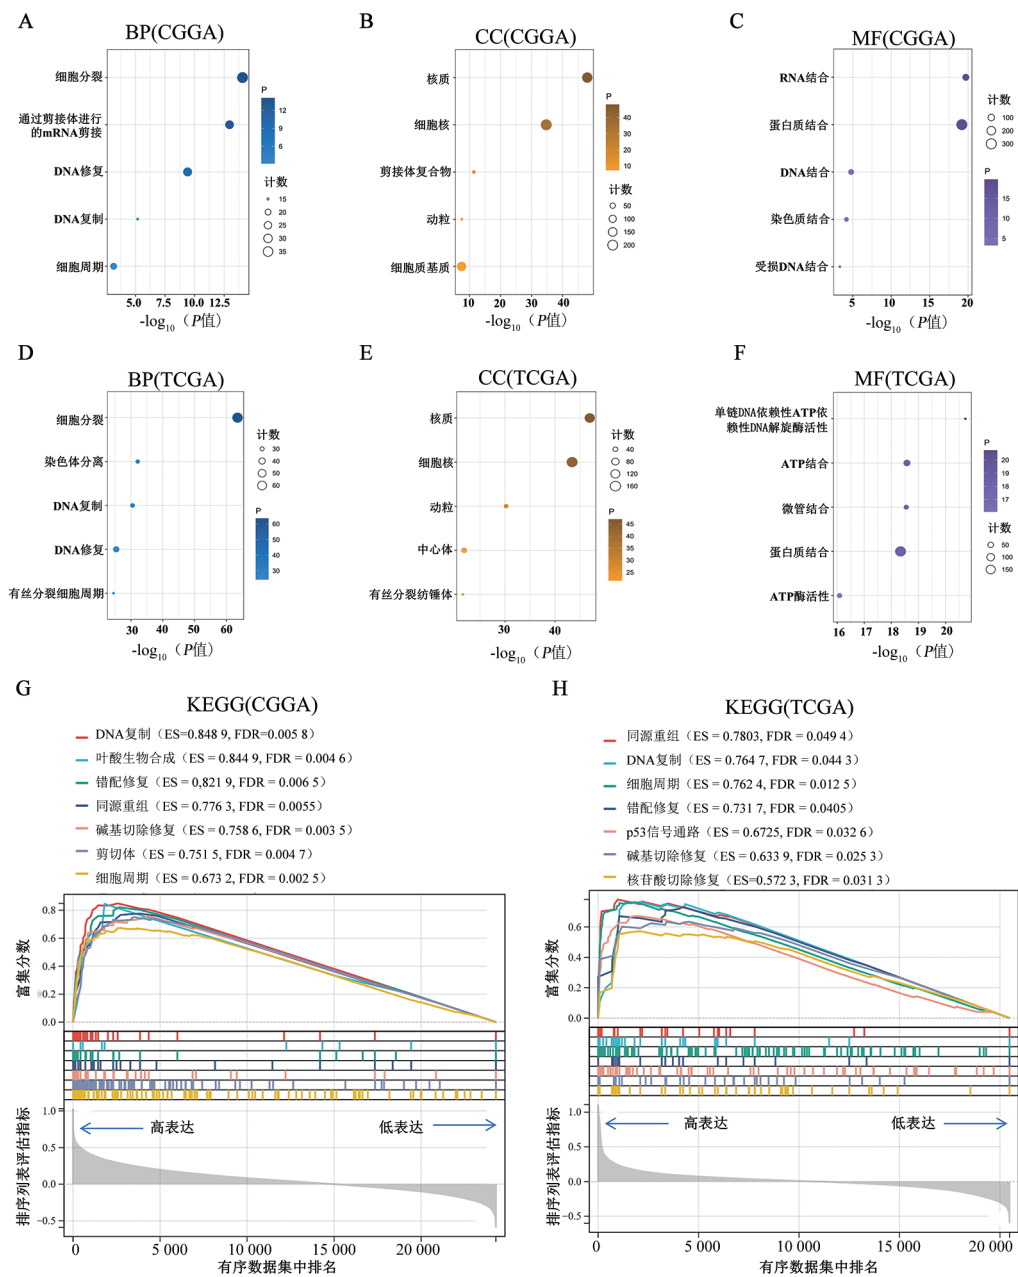 A
BP(CGGA)
细胞分裂
通过剪接体进行
的mRNA剪接
DNA修复
DNA复制
细胞周期
5.0 7.5 10.0 12.5
-log10（P值）
P
12
9
6
计数
15
20
25
30
35
B
CC(CGGA)
核质
细胞核
剪接体复合物
动粒
细胞质基质
10 20 30 40
-log10（P值）
P
40
30
20
10
计数
50
100
150
200
C
MF(CGGA)
RNA结合
蛋白质结合
DNA结合
染色质结合
受损DNA结合
5 10 15 20
-log10（P值）
计数
100
200
300
P
15
10
5
D
BP(TCGA)
细胞分裂
染色体分离
DNA复制
DNA修复
有丝分裂细胞周期
30 40 50 60
-log10（P值）
计数
30
40
50
60
P
60
50
40
30
E
CC(TCGA)
核质
细胞核
动粒
中心体
有丝分裂纺锤体
30 40
-log10（P值）
计数
40
80
120
160
P
45
40
35
30
25
F
MF(TCGA)
单链DNA依赖性ATP依
赖性DNA解旋酶活性
ATP结合
微管结合
蛋白质结合
ATP酶活性
16 17 18 19 20
-log10（P值）
P
20
19
18
17
计数
50
100
150
G
KEGG(CGGA)
DNA复制（ES=0.848 9, FDR=0.005 8）
叶酸生物合成（ES = 0.844 9, FDR = 0.004 6）
错配修复（ES = 0,821 9, FDR = 0.006 5）
同源重组（ES = 0.776 3, FDR = 0.0055）
碱基切除修复（ES = 0.758 6, FDR = 0.003 5）
剪切体（ES = 0.751 5, FDR = 0.004 7）
细胞周期（ES = 0.673 2, FDR = 0.002 5）
富集分数
0.8
0.6
0.4
0.2
0.0
排序列表评估指标
1.0
0.5
0.0
−0.5
高表达
低表达
0 5 000 10 000 15 000 20 000
有序数据集中排名
H
KEGG(TCGA)
同源重组（ES = 0.7803, FDR = 0.049 4）
DNA复制（ES = 0.764 7, FDR = 0.044 3）
细胞周期（ES = 0.762 4, FDR = 0.012 5）
错配修复（ES = 0.731 7, FDR = 0.0405）
p53信号通路（ES = 0.6725, FDR = 0.032 6）
碱基切除修复（ES = 0.633 9, FDR = 0.025 3）
核苷酸切除修复（ES=0.572 3, FDR = 0.031 3）
富集分数
0.6
0.4
0.2
0.0
排序列表评估指标
1.0
0.5
0.0
−0.5
高表达
低表达
0 5 000 10 000 15 000 20 000
有序数据集中排名